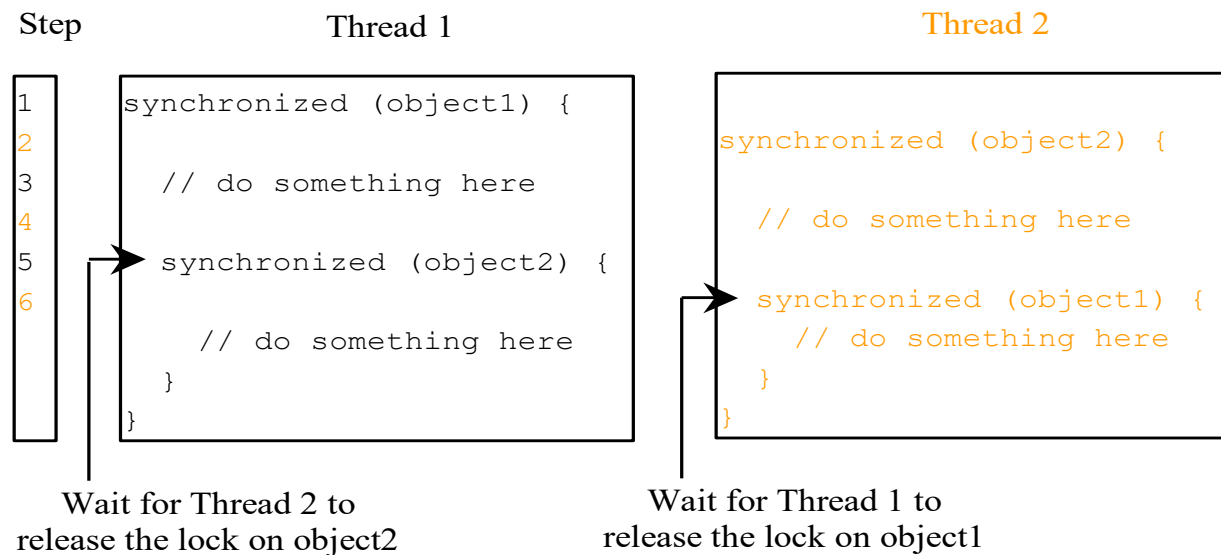 Step
Thread 1
Thread 2
1
2
3
4
5
6
synchronized (object1) {
// do something here
synchronized (object2) {
// do something here
}
}
synchronized (object2) {
// do something here
synchronized (object1) {
// do something here
}
}
Wait for Thread 2 to
release the lock on object2
Wait for Thread 1 to
release the lock on object1